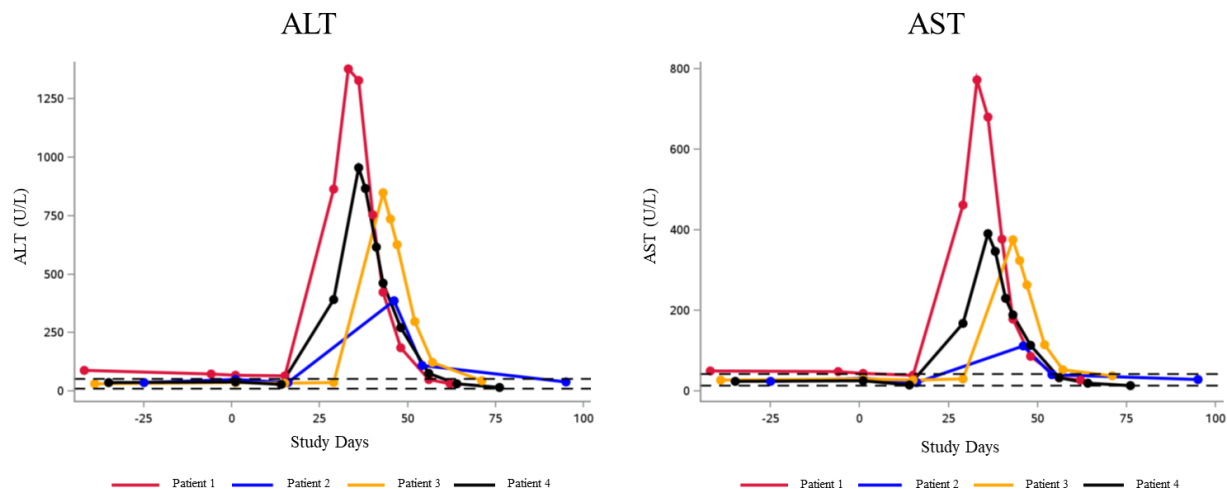 ALT
1250
1000
750
500
250
0
ALT (U/L)
-25
0
25
50
75
100
Study Days
Patient 1
Patient 2
Patient 3
Patient 4
AST
800
600
400
200
0
AST (U/L)
-25
0
25
50
75
100
Study Days
Patient 1
Patient 2
Patient 3
Patient 4